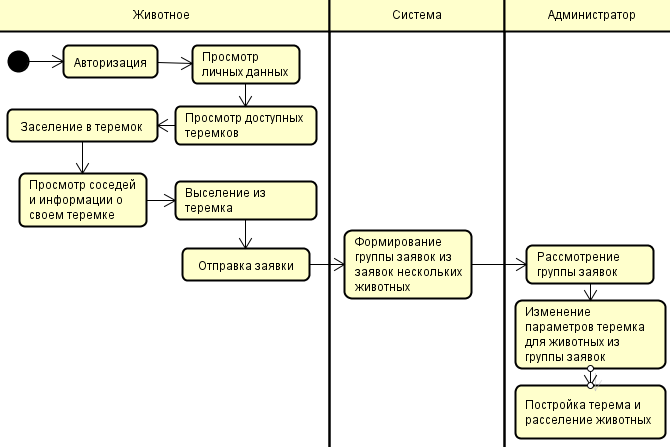 Животное
Система
Администратор
Авторизация
Просмотр
личных данных
Просмотр доступных
теремков
Заселение в теремок
Просмотр соседей
и информации о
своем теремке
Выселение из
теремка
Отправка заявки
Формирование
группы заявок из
заявок нескольких
животных
Рассмотрение
группы заявок
Изменение
параметров теремка
для животных из
группы заявок
Постройка терема и
расселение животных